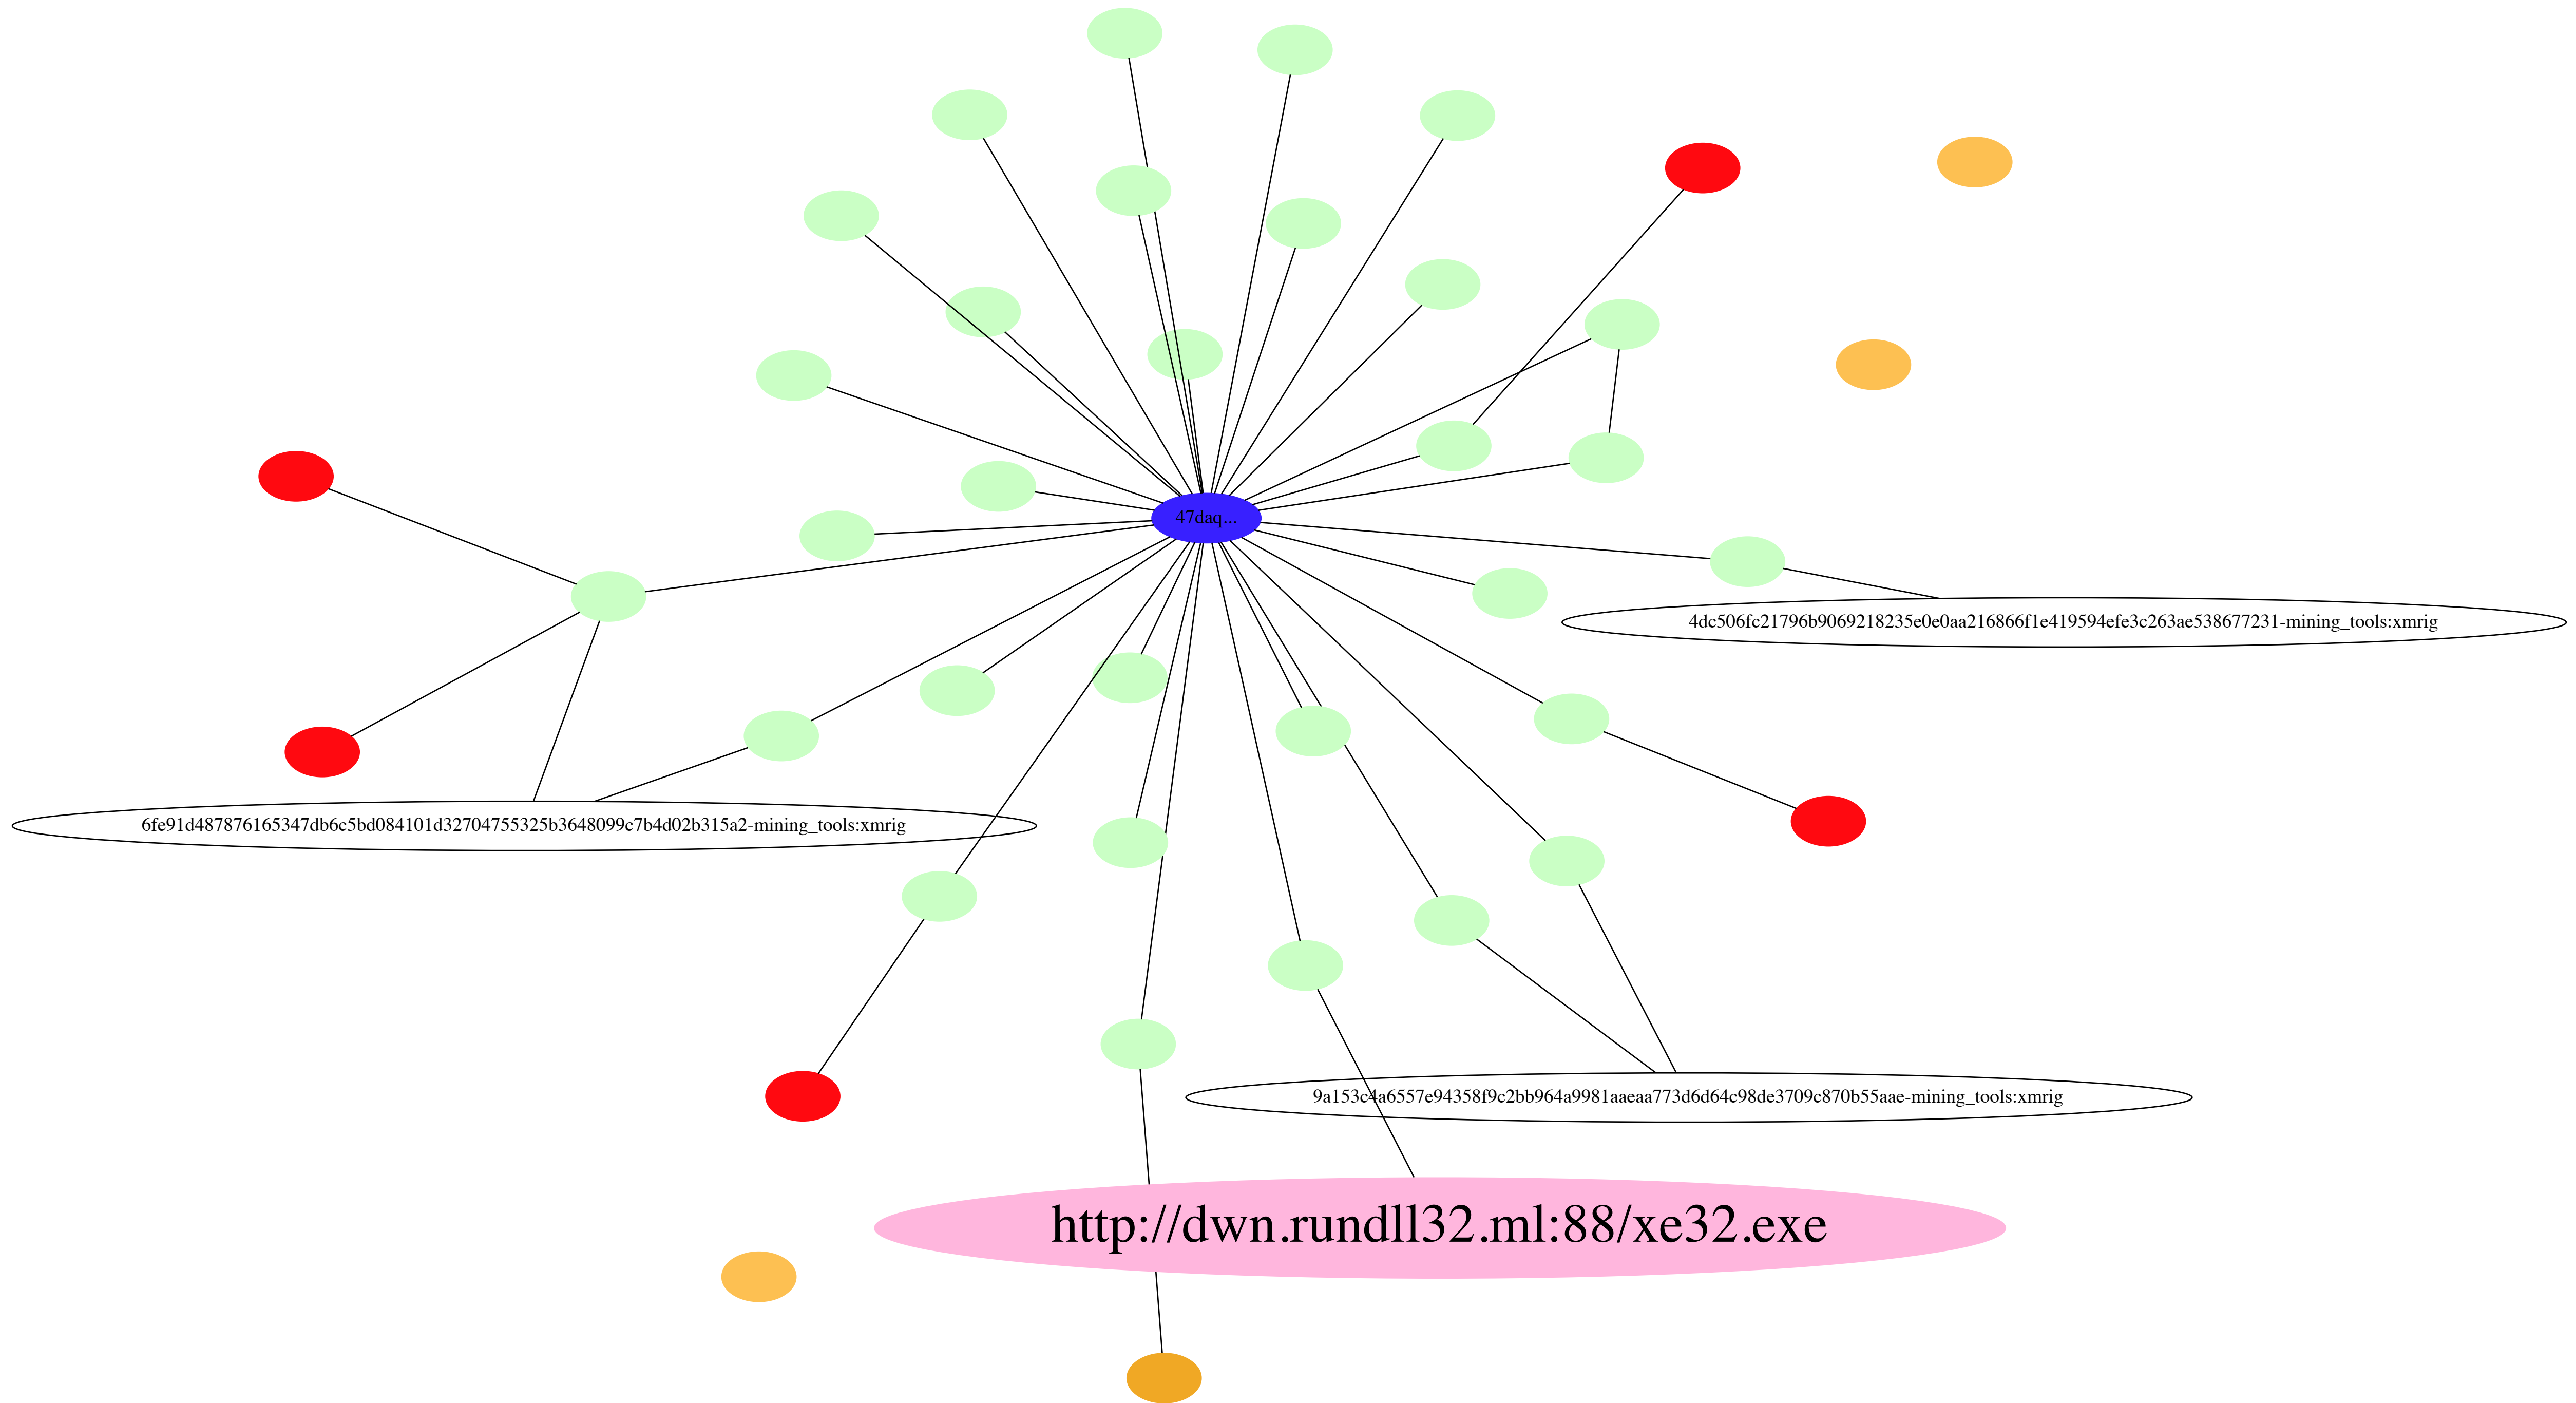 47daq...
4dc506fc21796b9069218235e0e0aa216866f1e419594efe3c263ae538677231-mining_tools:xmrig
6fe91d487876165347db6c5bd084101d32704755325b3648099c7b4d02b315a2-mining_tools:xmrig
9a153c4a6557e94358f9c2bb964a9981aaeaa773d6d64c98de3709c870b55aae-mining_tools:xmrig
http://dwn.rundll32.ml:88/xe32.exe